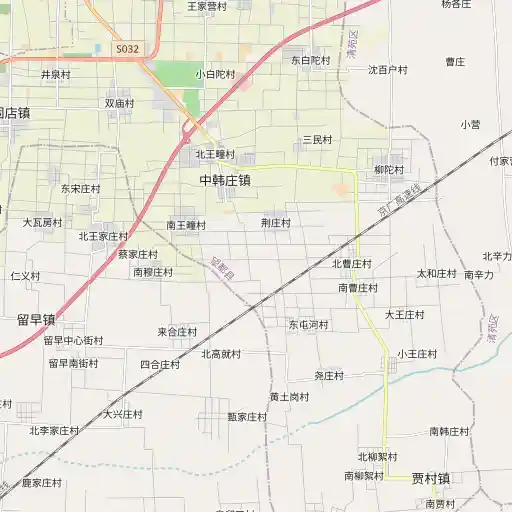 王家营村
杨各庄
清苑区
S032
曹庄
东白陀村
沈百户村
小白陀村
井泉村
双庙村
固店镇
小营
三民村
北王疃村
柳陀村
中韩庄镇
东宋庄村
京广高速线
大瓦房村
南王疃村
荆庄村
北王家庄村
蔡家庄村
北辛力
望都县
北曹庄村
仁义村
南穆庄村
太和庄村
南辛力
南曹庄村
留早镇
大王庄村
来合庄村
东屯河村
清苑区
留早中心街村
北高就村
小王庄村
留早南街村
四合庄村
尧庄村
黄土岗村
大兴庄村
甄家庄村
北李家庄村
南韩庄村
北柳絮村
南柳絮村
贾村镇
鹿家庄村
南贾村